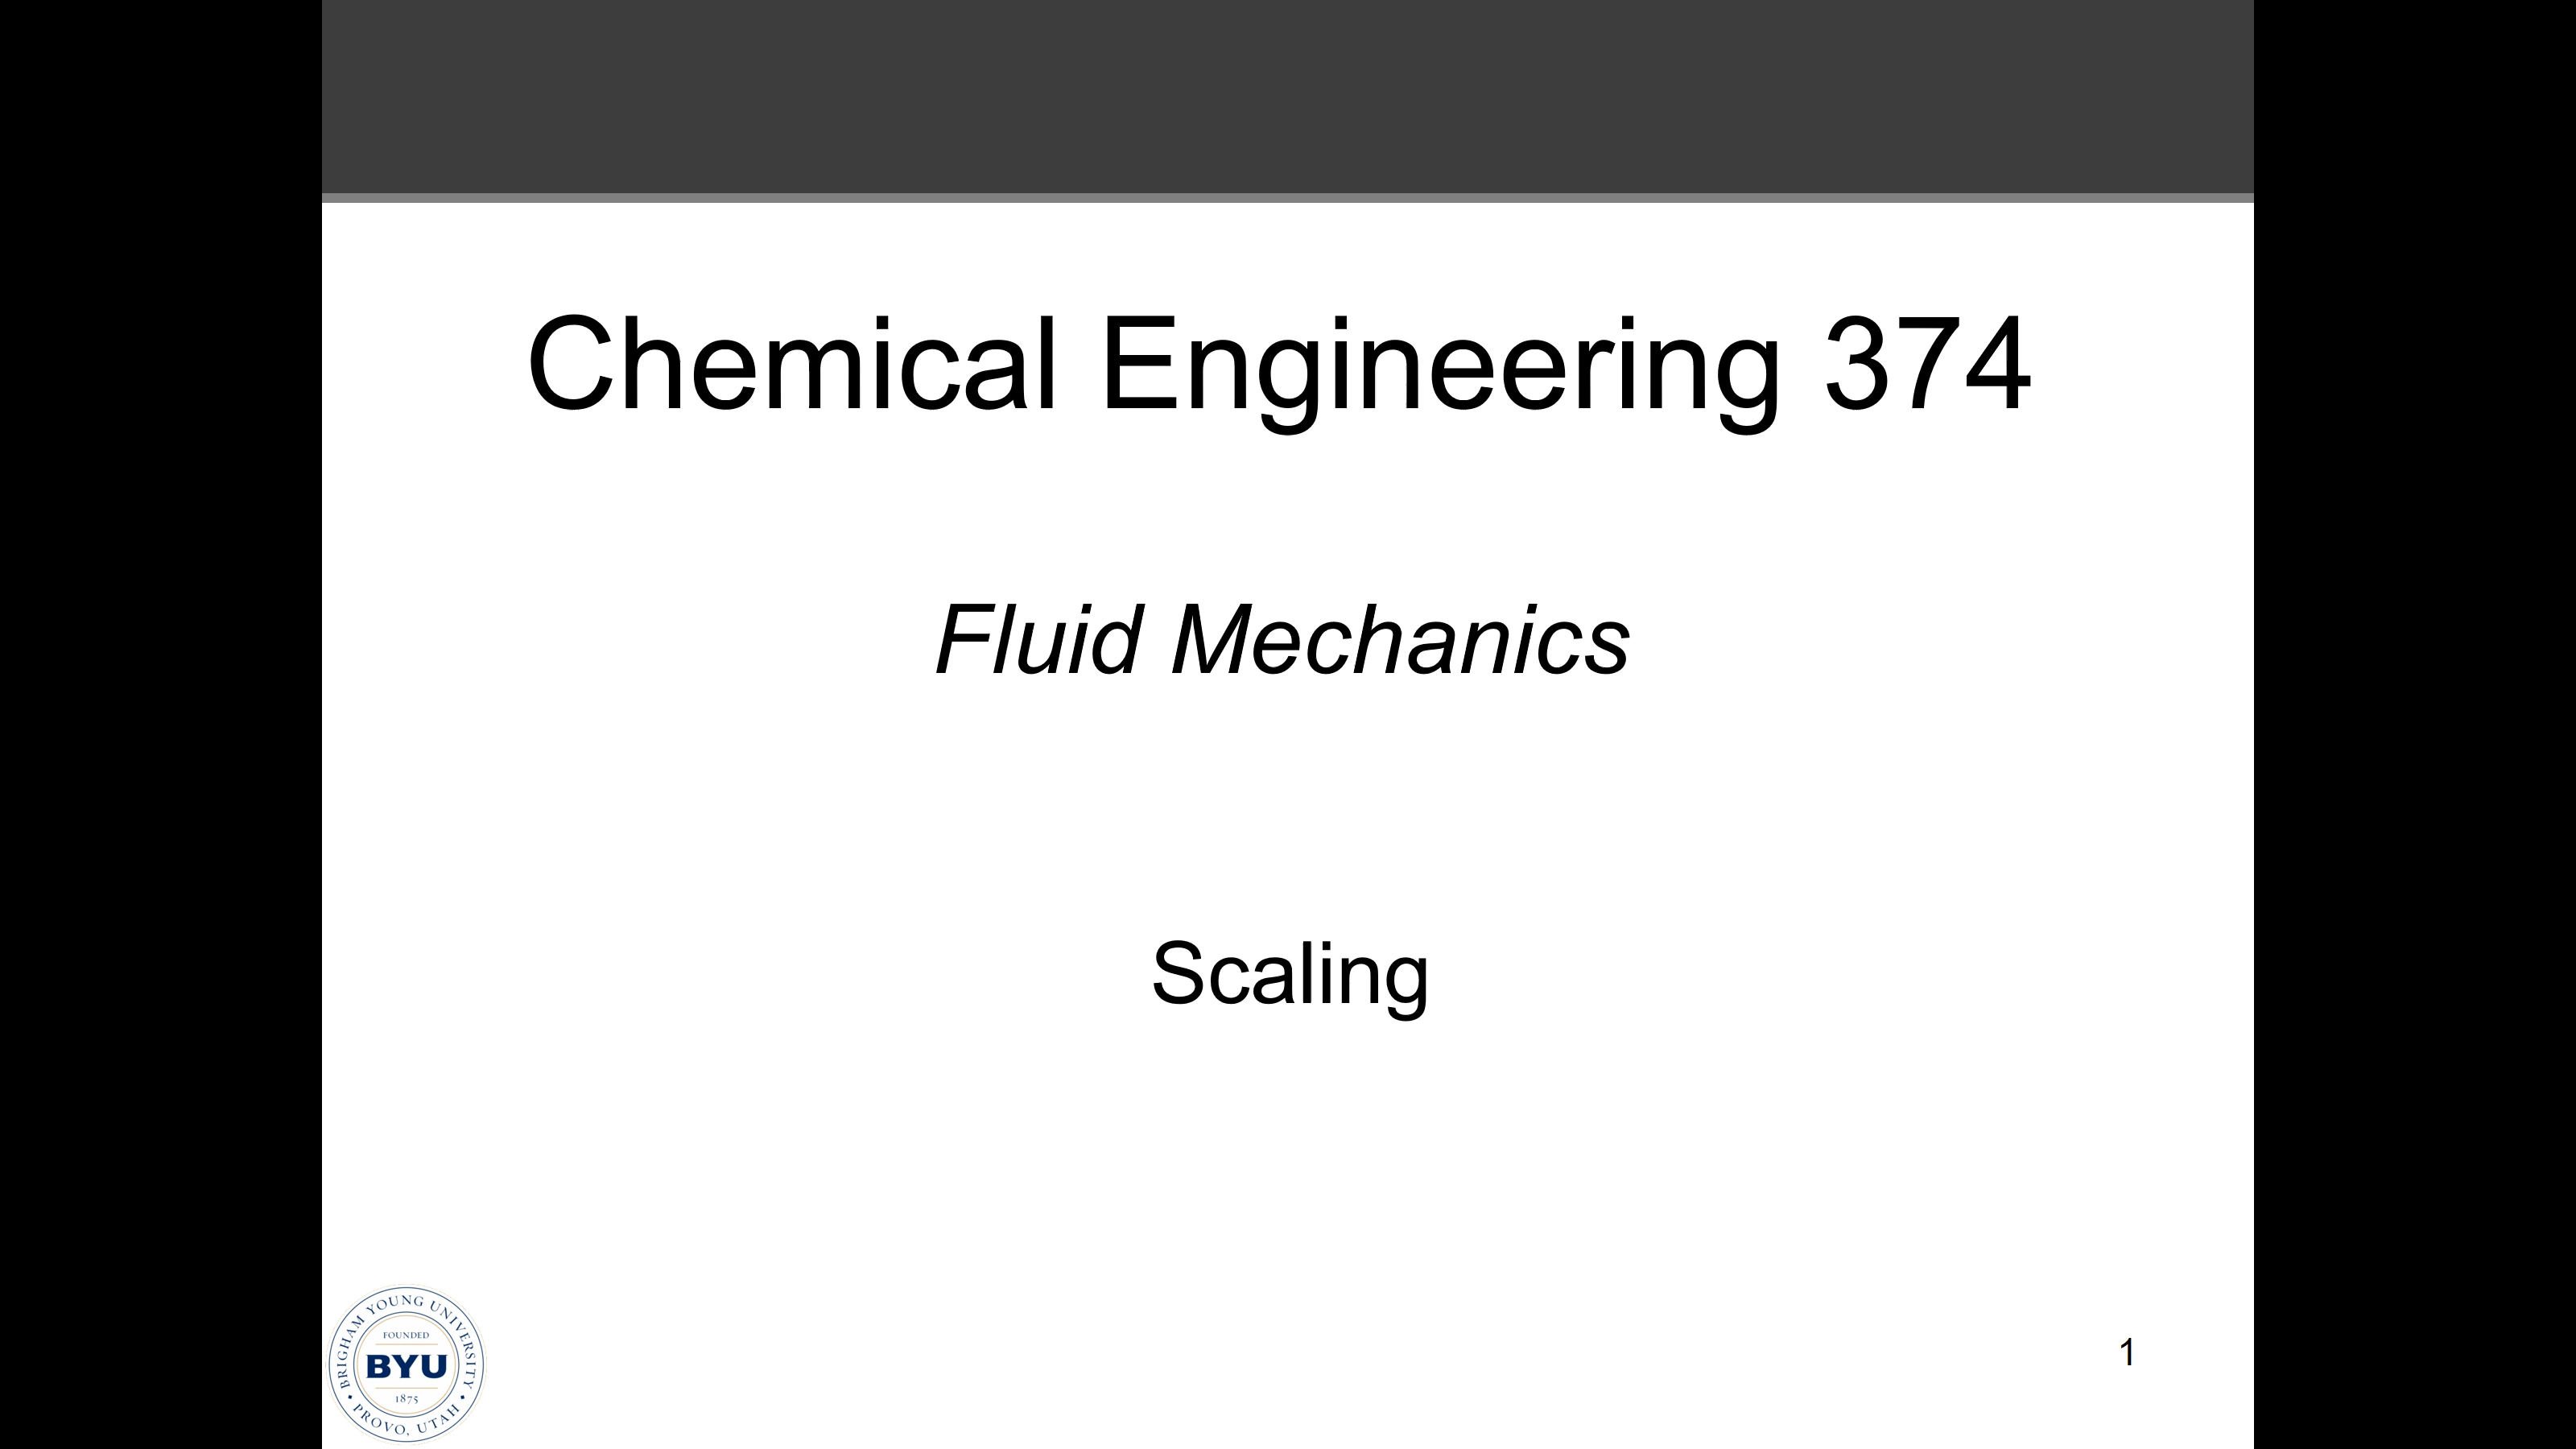 Chemical Engineering 374
Fluid Mechanics
Scaling
BRIGHAM YOUNG UNIVERSITY
FOUNDED
BYU
1875
• PROVO, UTAH •
1